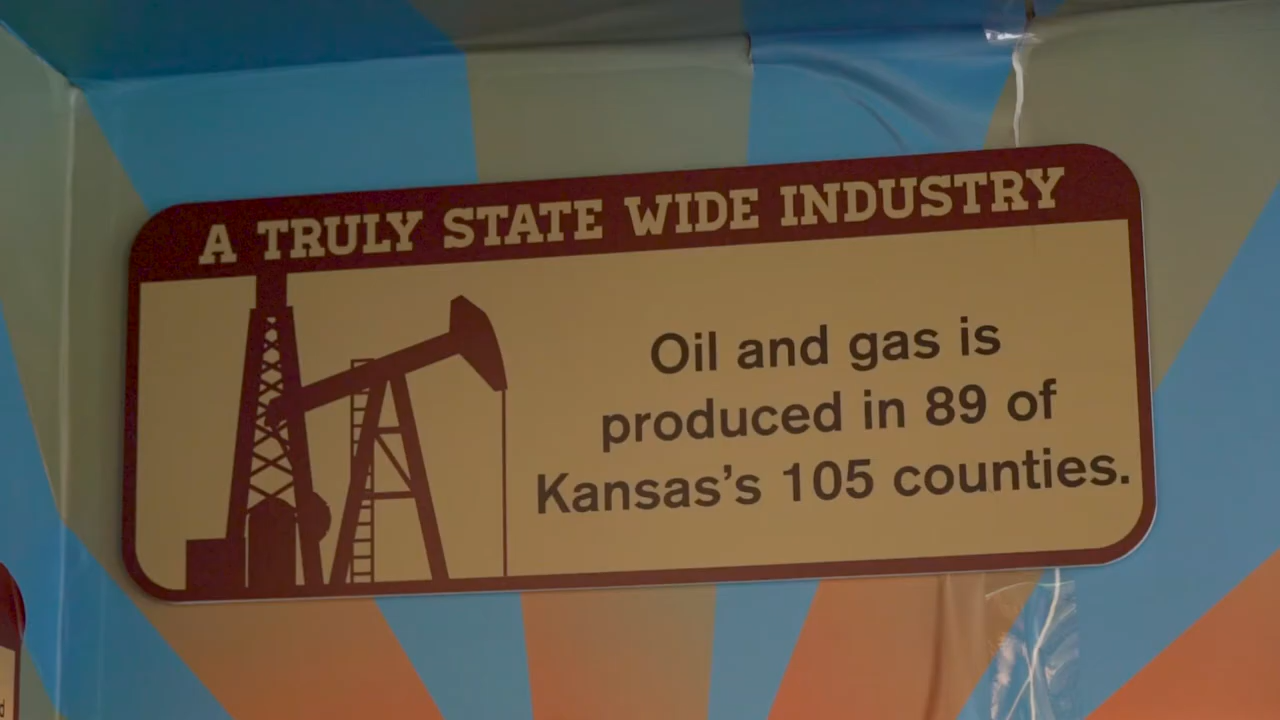 A TRULY STATE WIDE INDUSTRY
Oil and gas is
produced in 89 of
Kansas's 105 counties.